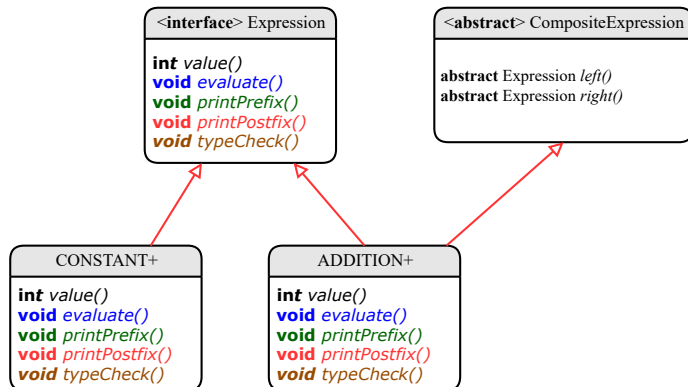 <interface> Expression
int value()
void evaluate()
void printPrefix()
void printPostfix()
void typeCheck()
<abstract> CompositeExpression
abstract Expression left()
abstract Expression right()
CONSTANT+
int value()
void evaluate()
void printPrefix()
void printPostfix()
void typeCheck()
ADDITION+
int value()
void evaluate()
void printPrefix()
void printPostfix()
void typeCheck()